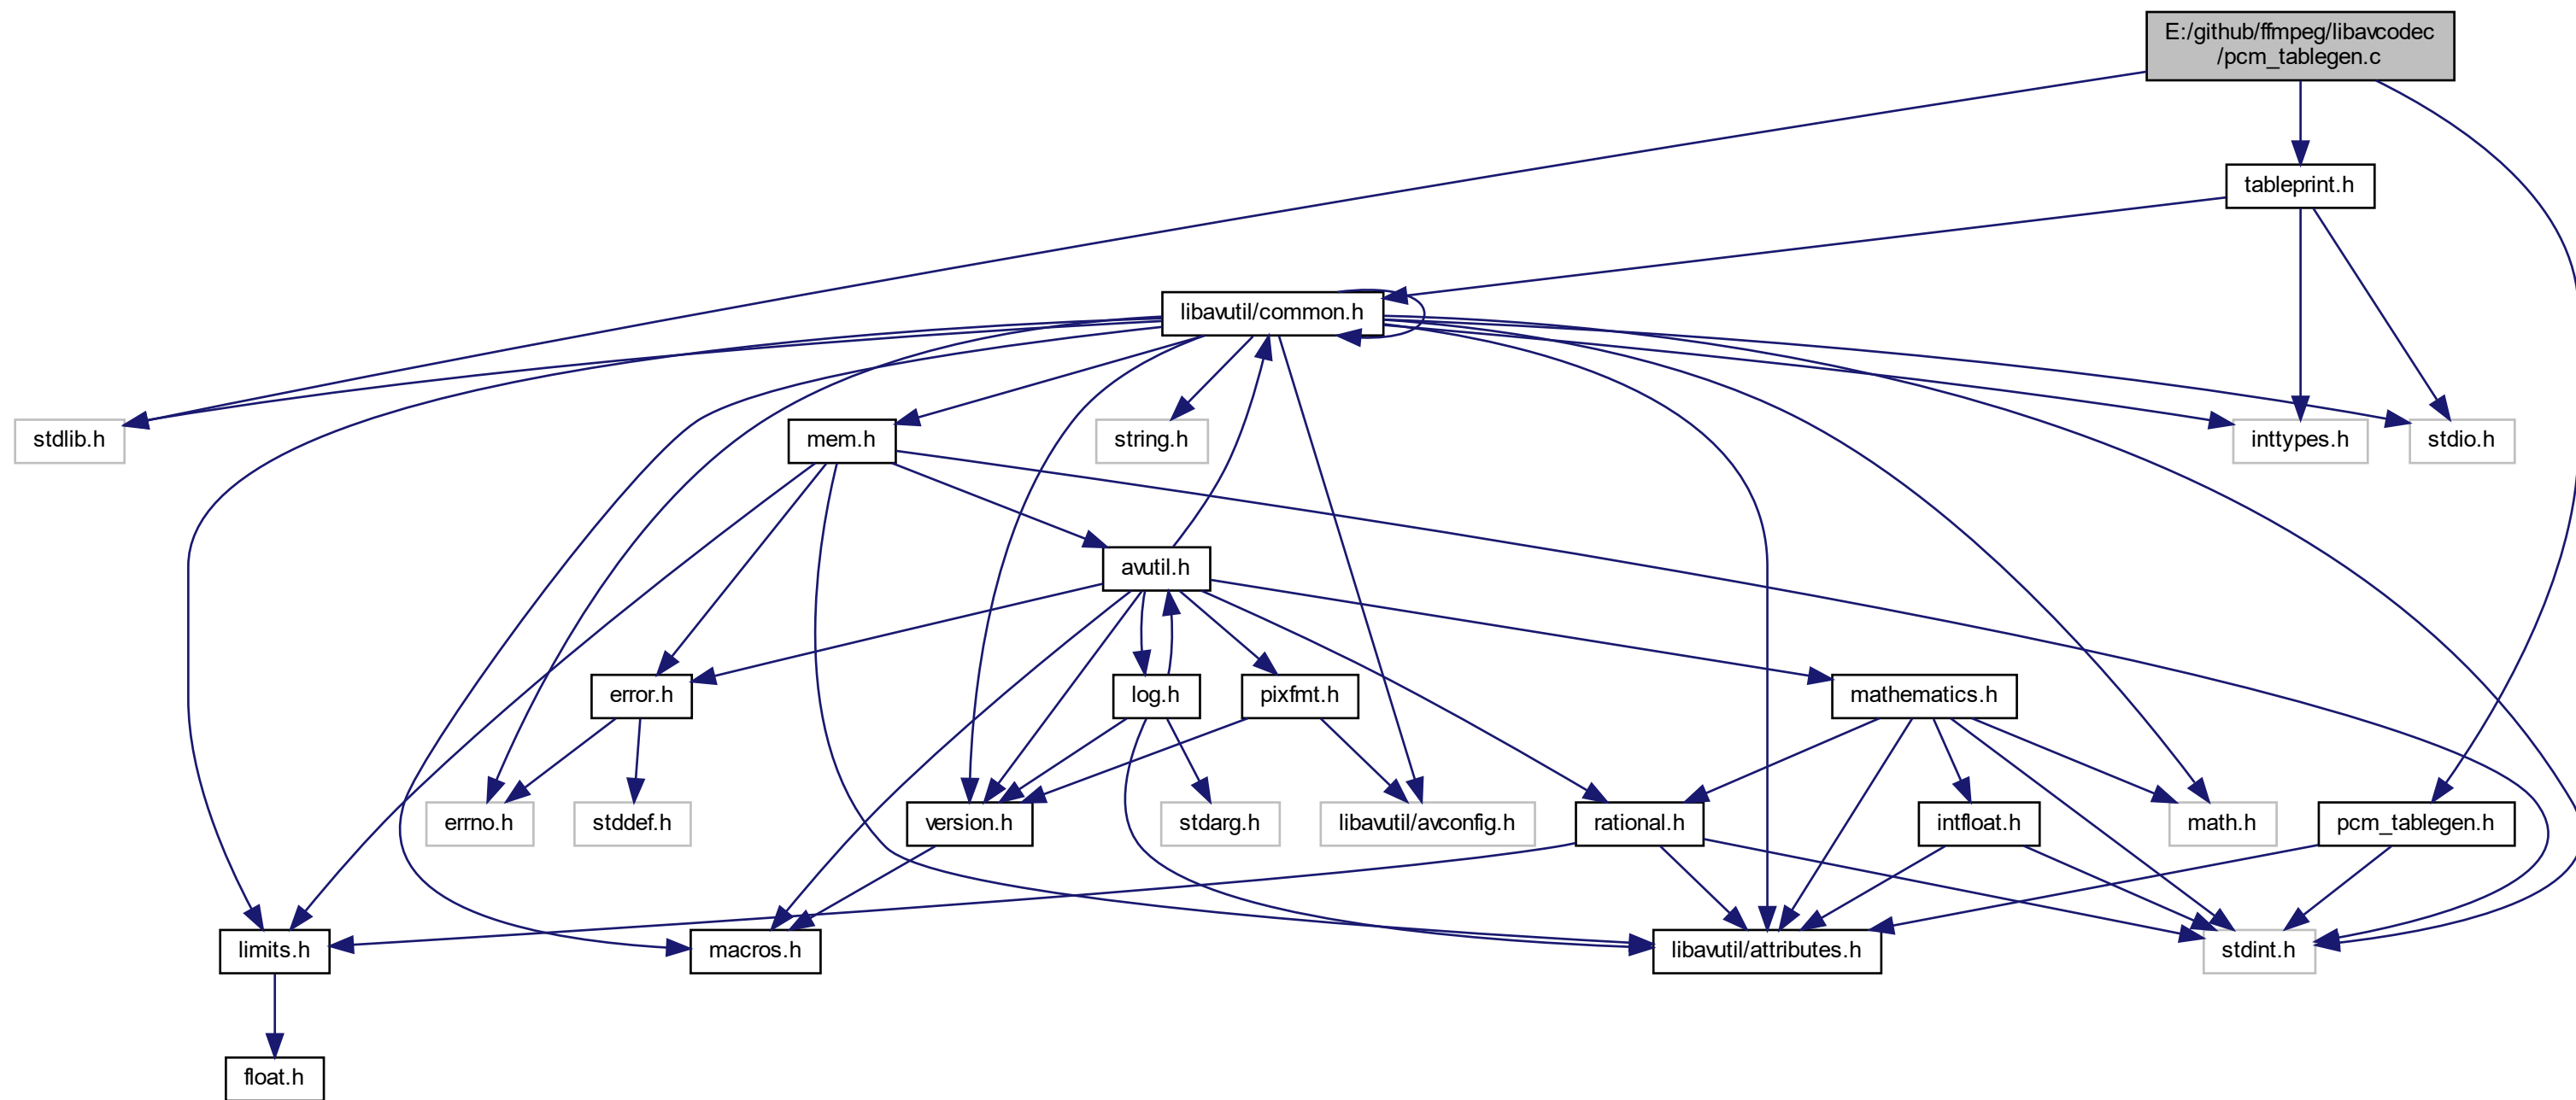 E:/github/ffmpeg/libavcodec
/pcm_tablegen.c
tableprint.h
libavutil/common.h
stdlib.h
mem.h
string.h
inttypes.h
stdio.h
avutil.h
error.h
log.h
pixfmt.h
mathematics.h
errno.h
stddef.h
version.h
stdarg.h
libavutil/avconfig.h
rational.h
intfloat.h
math.h
pcm_tablegen.h
limits.h
macros.h
libavutil/attributes.h
stdint.h
float.h